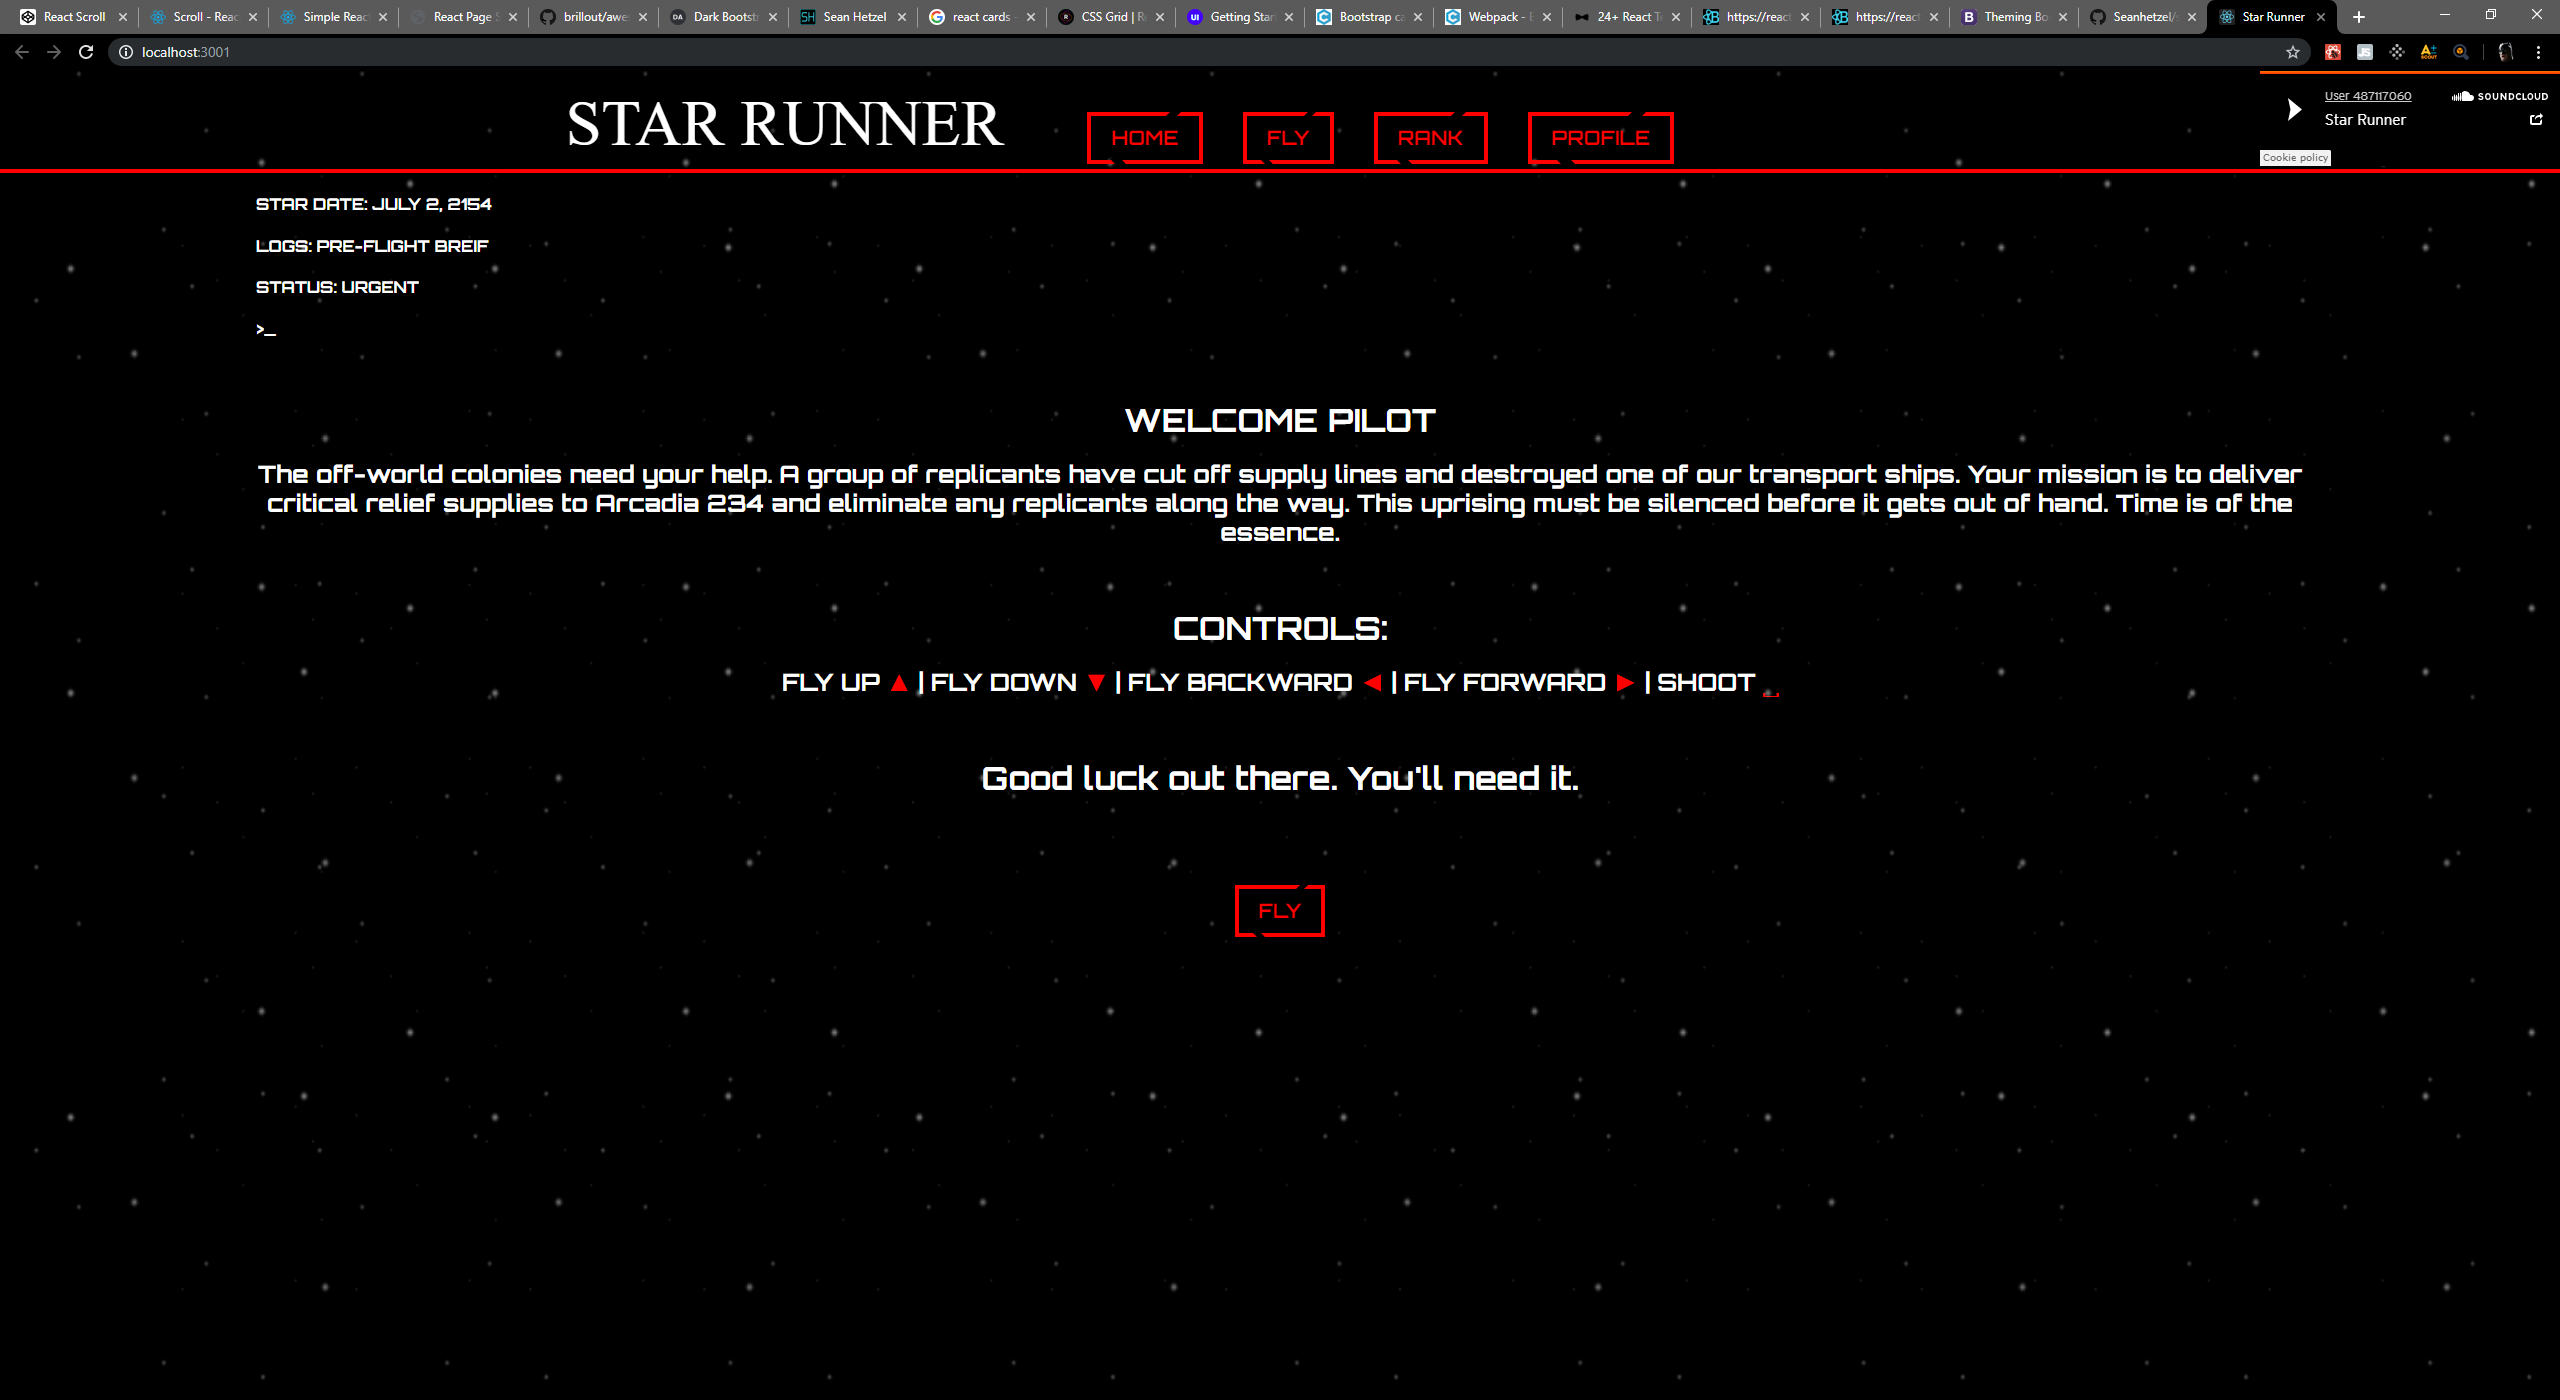 React Scroll
Scroll - Reac
Simple Reac
React Page S
brillout/awe
Dark Bootst
Sean Hetzel
react cards -
CSS Grid | R
Getting Star
Bootstrap ca
Webpack - E
24+ React Te
https://react
https://react
Theming Bo
Seanhetzel/s
Star Runner
localhost:3001
STAR RUNNER
HOME
FLY
RANK
PROFILE
User 487117060
SOUNDCLOUD
Star Runner
Cookie policy
STAR DATE: JULY 2, 2154
LOGS: PRE-FLIGHT BREIF
STATUS: URGENT
>_
WELCOME PILOT
The off-world colonies need your help. A group of replicants have cut off supply lines and destroyed one of our transport ships. Your mission is to deliver
critical relief supplies to Arcadia 234 and eliminate any replicants along the way. This uprising must be silenced before it gets out of hand. Time is of the
essence.
CONTROLS:
FLY UP ▲ | FLY DOWN ▼ | FLY BACKWARD ◄ | FLY FORWARD ► | SHOOT ⎵
Good luck out there. You'll need it.
FLY